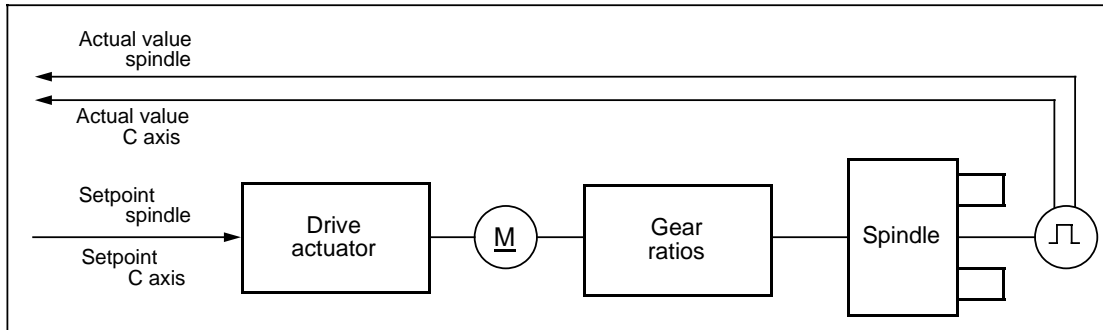 Actual value
spindle
Actual value
C axis
Setpoint
spindle
Setpoint
C axis
Drive
actuator
M
Gear
ratios
Spindle